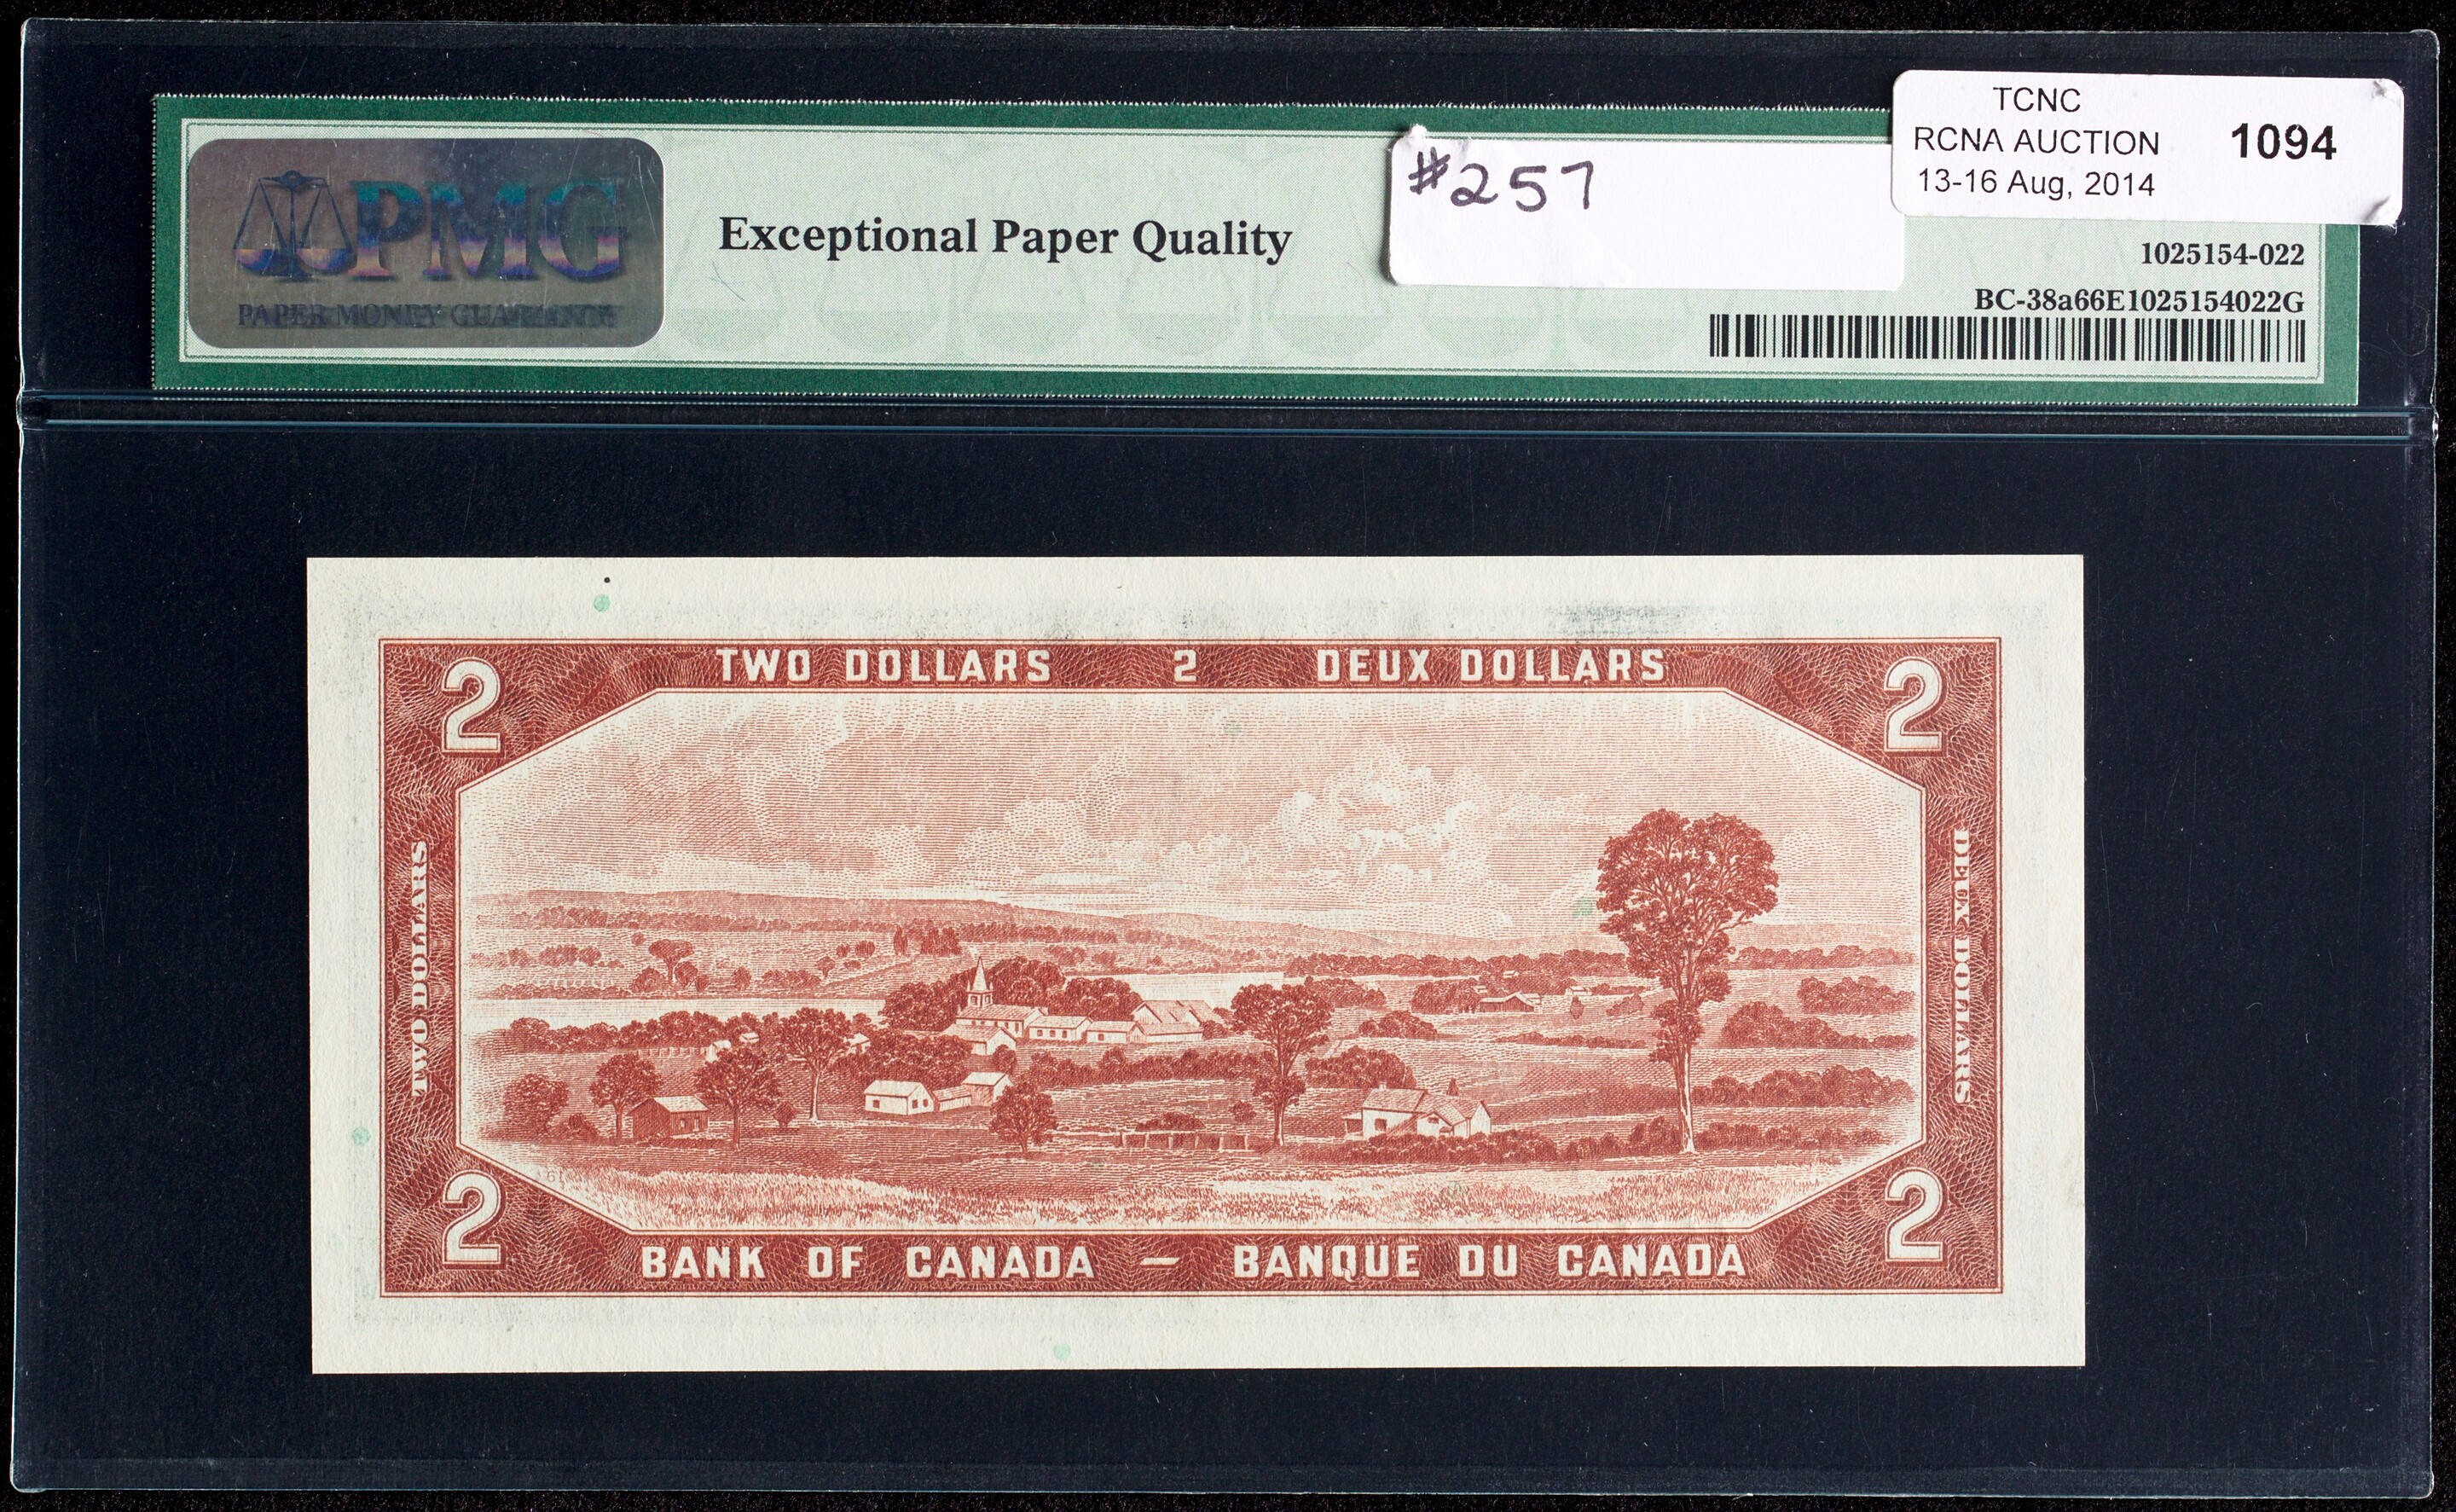 TCNC
RCNA AUCTION 1094
13-16 Aug, 2014
#257
PMG
PAPER MONEY GUARANTY
Exceptional Paper Quality
1025154-022
BC-38a66E1025154022G
2 TWO DOLLARS 2 DEUX DOLLARS 2
TWO DOLLARS
DEUX DOLLARS
2 BANK OF CANADA — BANQUE DU CANADA 2